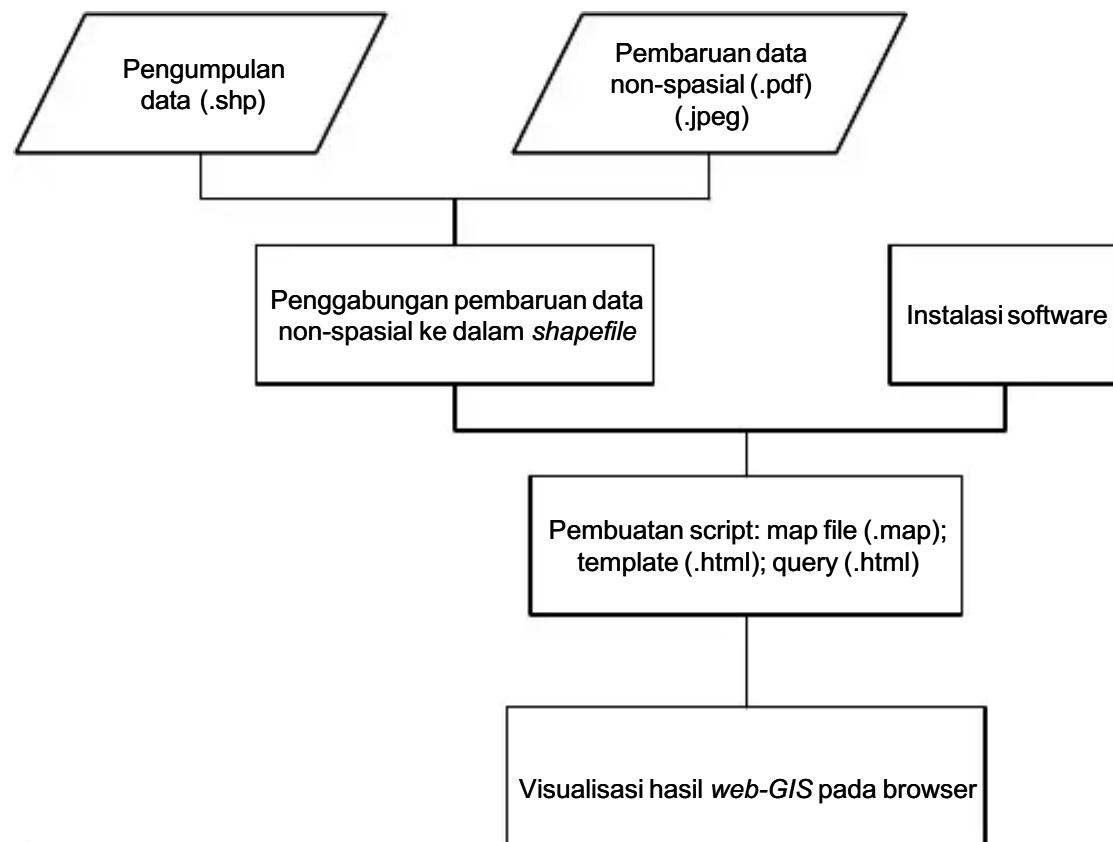 Pengumpulan
data (.shp)
Pembaruan data
non-spasial (.pdf)
(.jpeg)
Penggabungan pembaruan data
non-spasial ke dalam shapefile
Instalasi software
Pembuatan script: map file (.map);
template (.html); query (.html)
Visualisasi hasil web-GIS pada browser